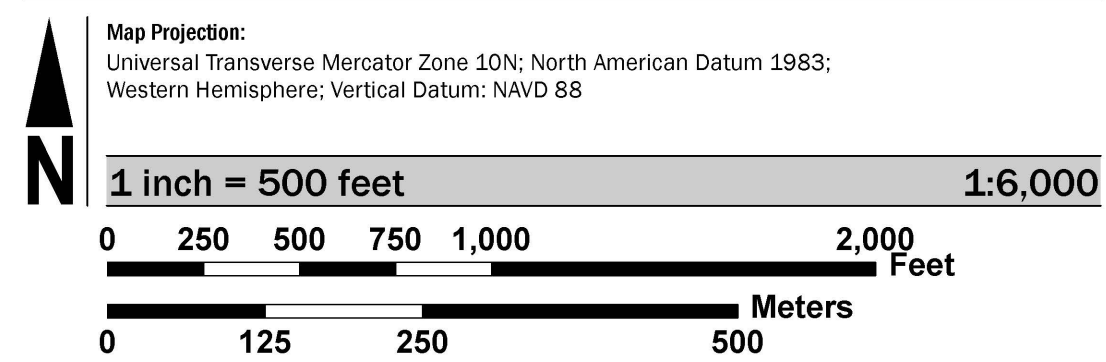 Map Projection:
Universal Transverse Mercator Zone 10N; North American Datum 1983;
Western Hemisphere; Vertical Datum: NAVD 88
N
1 inch = 500 feet 1:6,000
0 250 500 750 1,000 2,000
Feet
Meters
0 125 250 500